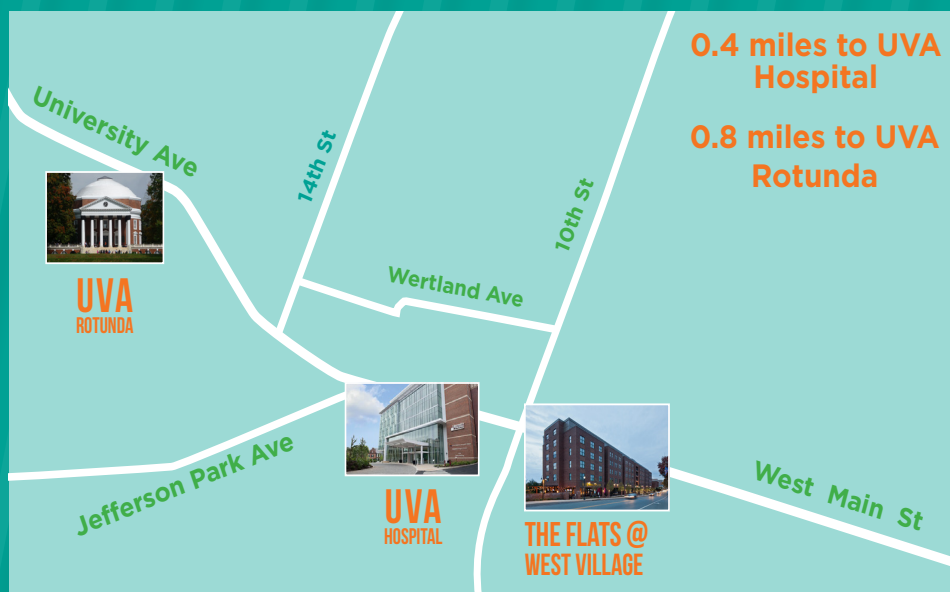 0.4 miles to UVA
Hospital
0.8 miles to UVA
Rotunda
University Ave
14th St
10th St
Wertland Ave
UVA
ROTUNDA
Jefferson Park Ave
UVA
HOSPITAL
THE FLATS @
WEST VILLAGE
West Main St